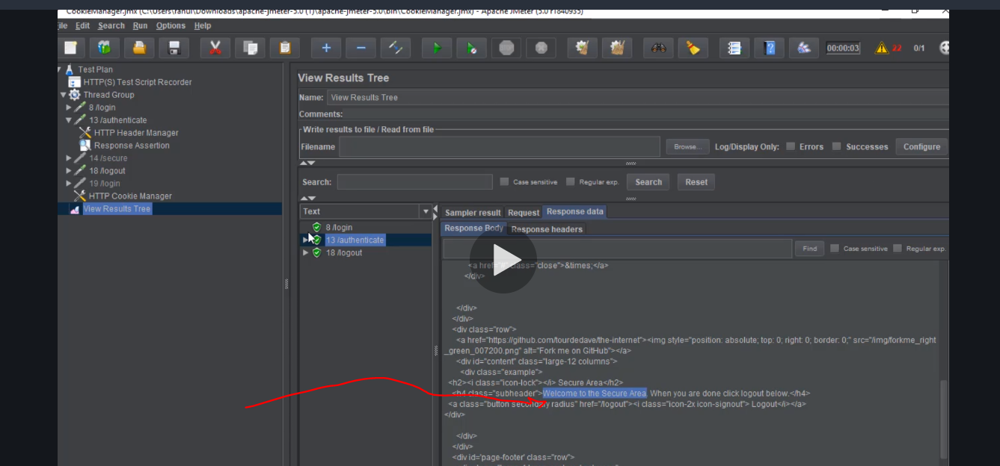 CookieManager.jmx (C:\Users\rahul\Downloads\apache-jmeter-5.0 (1)\apache-jmeter-5.0\bin\CookieManager.jmx) - Apache JMeter (5.0 r1840935)
ile Edit Search Run Options Help
00:00:03 22 0/1
Test Plan
HTTP(S) Test Script Recorder
Thread Group
8 /login
13 /authenticate
HTTP Header Manager
Response Assertion
14 /secure
18 /logout
19 /login
HTTP Cookie Manager
View Results Tree
View Results Tree
Name: View Results Tree
Comments:
Write results to file / Read from file
Filename Browse... Log/Display Only: Errors Successes Configure
Search: Case sensitive Regular exp. Search Reset
Text
8 /login
13 /authenticate
18 /logout
Sampler result Request Response data
Response Body Response headers
Find Case sensitive Regular exp.
<a href="#" class="close">&times;</a>
</div>
</div>
</div>
<div class="row">
<a href="https://github.com/tourdedave/the-internet"><img style="position: absolute; top: 0; right: 0; border: 0;" src="/img/forkme_right
_green_007200.png" alt="Fork me on GitHub"></a>
<div id="content" class="large-12 columns">
<div class="example">
<h2><i class="icon-lock"></i> Secure Area</h2>
<h4 class="subheader">Welcome to the Secure Area. When you are done click logout below.</h4>
<a class="button secondary radius" href="/logout"><i class="icon-2x icon-signout"> Logout</i></a>
</div>
</div>
</div>
<div id='page-footer' class="row">